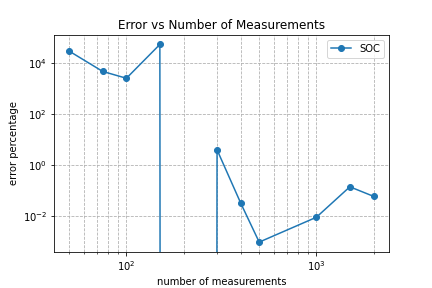 Error vs Number of Measurements
SOC
error percentage
10⁴
10²
10⁰
10⁻²
10² 10³
number of measurements